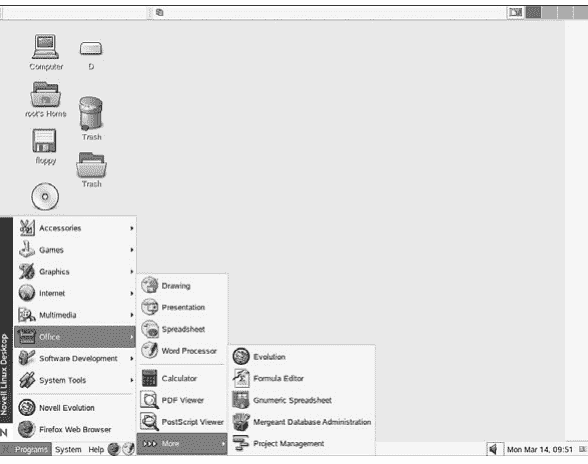 Computer
D
root's Home
Trash
floppy
Trash
Novell Linux Desktop
Accessories
Games
Graphics
Internet
Multimedia
Office
Software Development
System Tools
Novell Evolution
Firefox Web Browser
Drawing
Presentation
Spreadsheet
Word Processor
Calculator
PDF Viewer
PostScript Viewer
More
Evolution
Formula Editor
Gnumeric Spreadsheet
Mergeant Database Administration
Project Management
N
Programs System Help
Mon Mar 14, 09:51